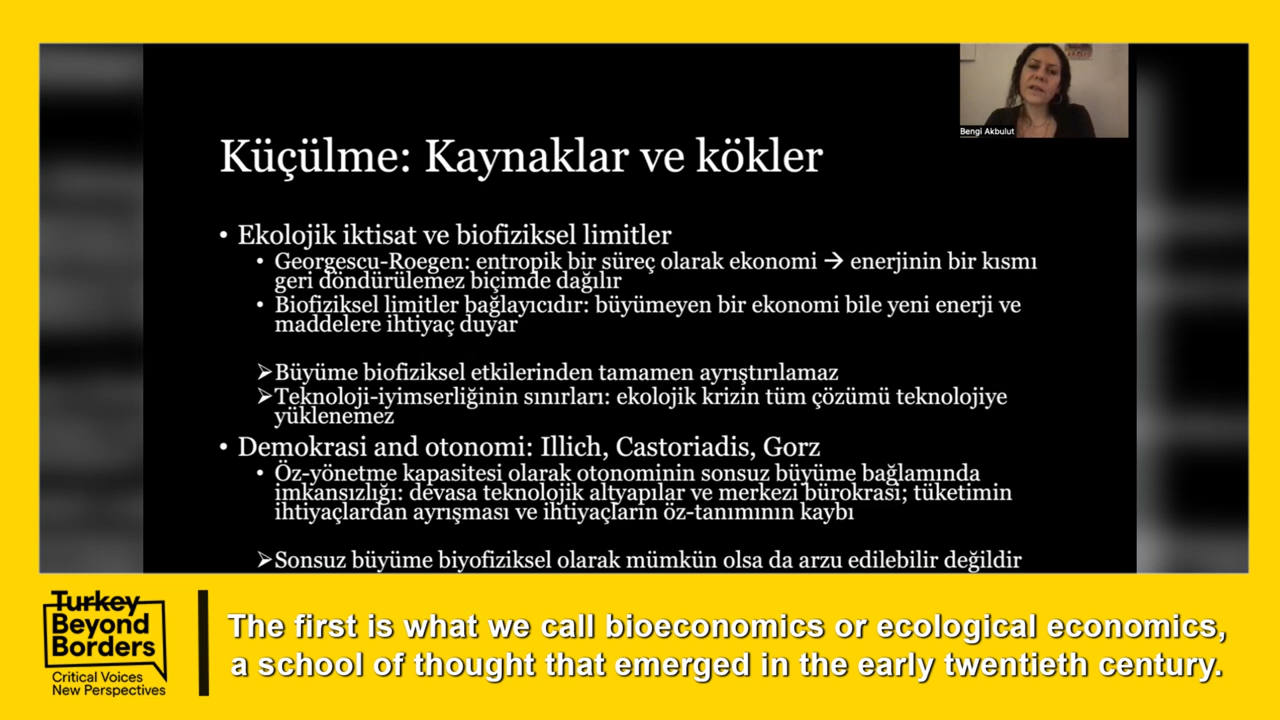 Bengi Akbulut
Küçülme: Kaynaklar ve kökler
• Ekolojik iktisat ve biofiziksel limitler
• Georgescu-Roegen: entropik bir süreç olarak ekonomi → enerjinin bir kısmı
geri döndürülemez biçimde dağılır
• Biofiziksel limitler bağlayıcıdır: büyümeyen bir ekonomi bile yeni enerji ve
maddelere ihtiyaç duyar
➢Büyüme biofiziksel etkilerinden tamamen ayrıştırılamaz
➢Teknoloji-iyimserliğinin sınırları: ekolojik krizin tüm çözümü teknolojiye
yüklenemez
• Demokrasi and otonomi: Illich, Castoriadis, Gorz
• Öz-yönetme kapasitesi olarak otonominin sonsuz büyüme bağlamında
imkansızlığı: devasa teknolojik altyapılar ve merkezi bürokrasi; tüketimin
ihtiyaçlardan ayrışması ve ihtiyaçların öz-tanımının kaybı
➢Sonsuz büyüme biyofiziksel olarak mümkün olsa da arzu edilebilir değildir
Turkey
Beyond
Borders
Critical Voices
New Perspectives
The first is what we call bioeconomics or ecological economics,
a school of thought that emerged in the early twentieth century.